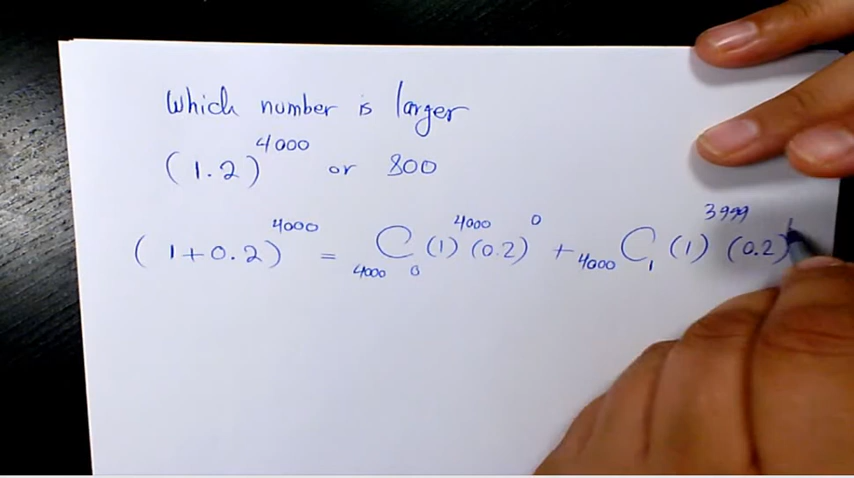 Which number is larger
(1.2)^4000 or 800
(1+0.2)^4000 = ₄₀₀₀C₀ (1)^4000 (0.2)^0 + ₄₀₀₀C₁ (1)^3999 (0.2)